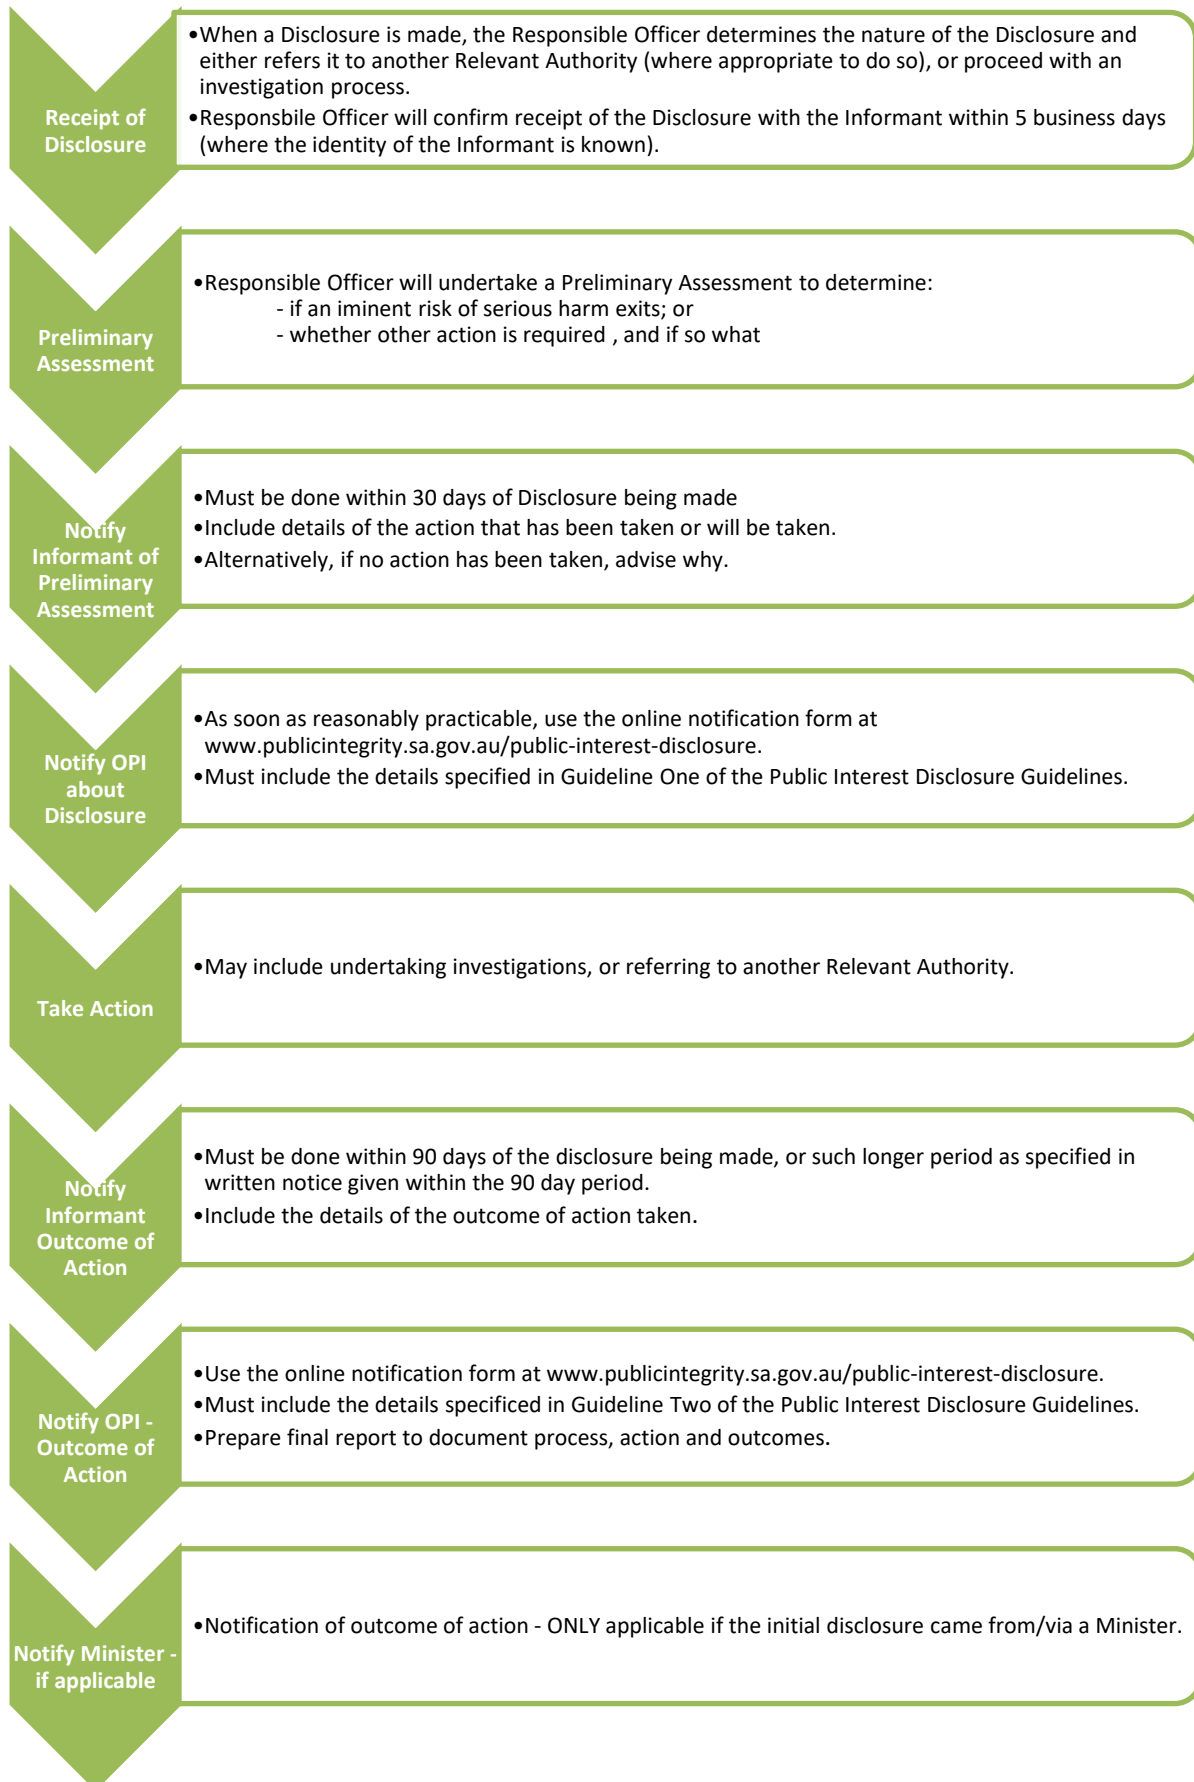 Receipt of
Disclosure
•When a Disclosure is made, the Responsible Officer determines the nature of the Disclosure and
either refers it to another Relevant Authority (where appropriate to do so), or proceed with an
investigation process.
•Responsbile Officer will confirm receipt of the Disclosure with the Informant within 5 business days
(where the identity of the Informant is known).
Preliminary
Assessment
•Responsible Officer will undertake a Preliminary Assessment to determine:
- if an imminent risk of serious harm exits; or
- whether other action is required , and if so what
Notify
Informant of
Preliminary
Assessment
•Must be done within 30 days of Disclosure being made
•Include details of the action that has been taken or will be taken.
•Alternatively, if no action has been taken, advise why.
Notify OPI
about
Disclosure
•As soon as reasonably practicable, use the online notification form at
www.publicintegrity.sa.gov.au/public-interest-disclosure.
•Must include the details specified in Guideline One of the Public Interest Disclosure Guidelines.
Take Action
•May include undertaking investigations, or referring to another Relevant Authority.
Notify
Informant
Outcome of
Action
•Must be done within 90 days of the disclosure being made, or such longer period as specified in
written notice given within the 90 day period.
•Include the details of the outcome of action taken.
Notify OPI -
Outcome of
Action
•Use the online notification form at www.publicintegrity.sa.gov.au/public-interest-disclosure.
•Must include the details specificed in Guideline Two of the Public Interest Disclosure Guidelines.
•Prepare final report to document process, action and outcomes.
Notify Minister -
if applicable
•Notification of outcome of action - ONLY applicable if the initial disclosure came from/via a Minister.